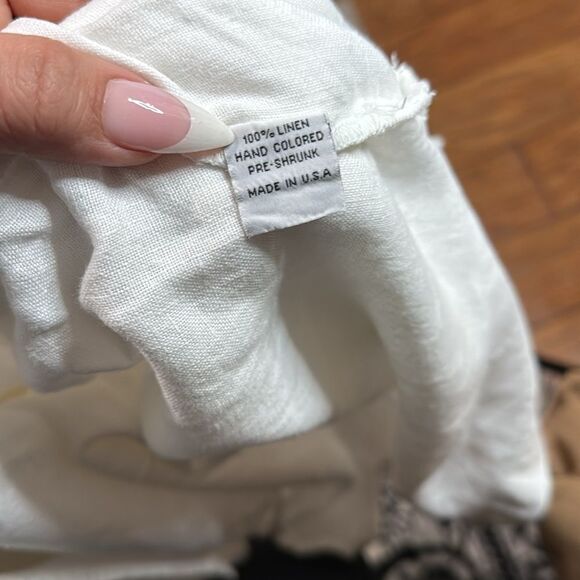 100% LINEN
HAND COLORED
PRE-SHRUNK
MADE IN U.S.A